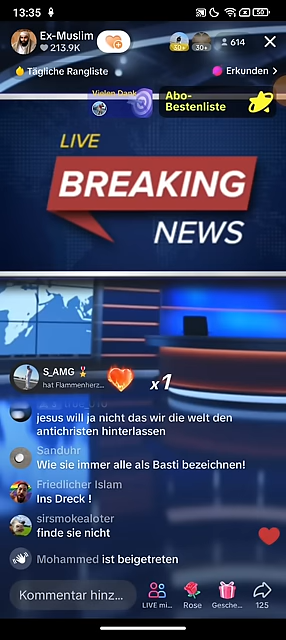 13:35
50
Ex-Muslim
213.9K
50+
30+
614
Tägliche Rangliste
Erkunden >
Vielen Dank
Abo-
Bestenliste
LIVE
BREAKING
NEWS
S_AMG
hat Flammenherz...
x1
jesus will ja nicht das wir die welt den
antichristen hinterlassen
Sanduhr
Wie sie immer alle als Basti bezeichnen!
Friedlicher Islam
Ins Dreck !
sirsmokealoter
finde sie nicht
Mohammed ist beigetreten
Kommentar hinz...
LIVE mi...
Rose
Gesche...
125